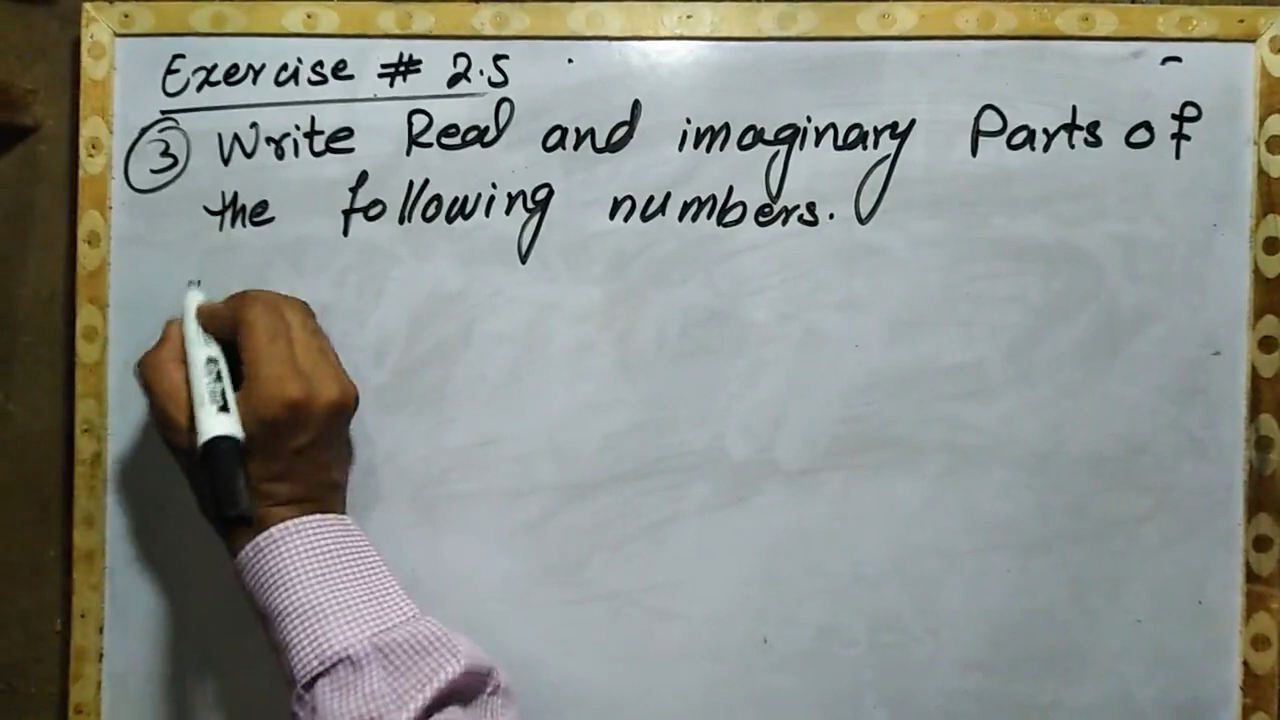 Exercise # 2.5
③ Write Real and imaginary Parts of
the following numbers.